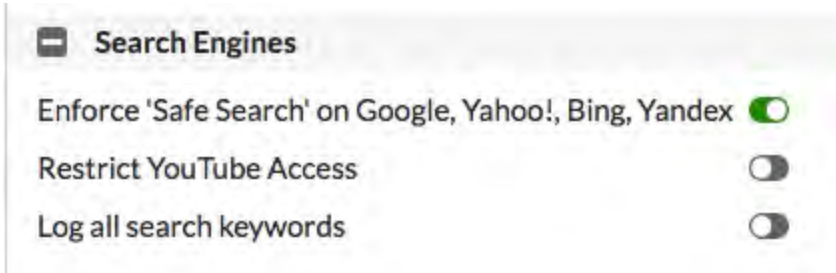 Search Engines
Enforce 'Safe Search' on Google, Yahoo!, Bing, Yandex
Restrict YouTube Access
Log all search keywords